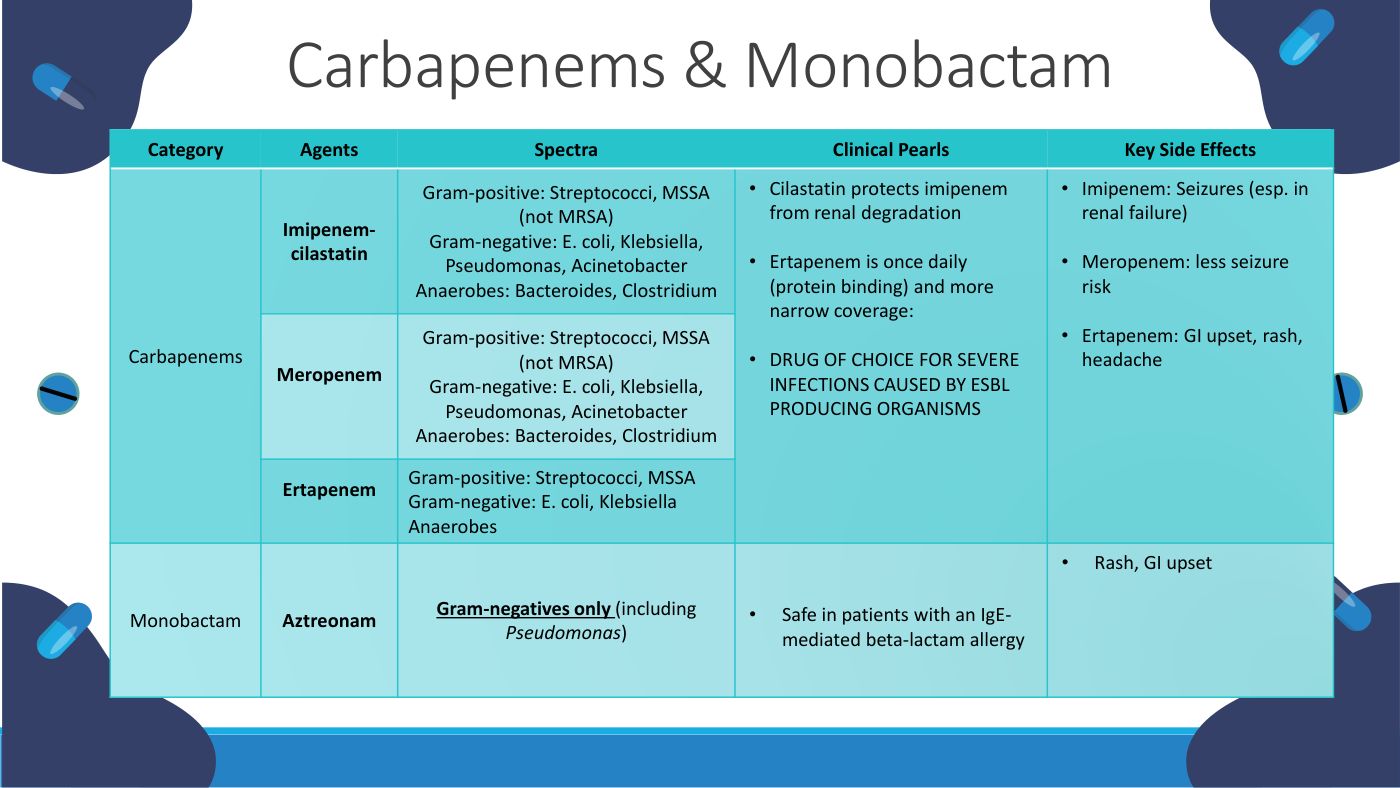 Carbapenems & Monobactam
Category
Agents
Spectra
Clinical Pearls
Key Side Effects
Carbapenems
Imipenem-
cilastatin
Gram-positive: Streptococci, MSSA
(not MRSA)
Gram-negative: E. coli, Klebsiella,
Pseudomonas, Acinetobacter
Anaerobes: Bacteroides, Clostridium
• Cilastatin protects imipenem
from renal degradation
• Ertapenem is once daily
(protein binding) and more
narrow coverage:
• DRUG OF CHOICE FOR SEVERE
INFECTIONS CAUSED BY ESBL
PRODUCING ORGANISMS
• Imipenem: Seizures (esp. in
renal failure)
• Meropenem: less seizure
risk
• Ertapenem: GI upset, rash,
headache
Meropenem
Gram-positive: Streptococci, MSSA
(not MRSA)
Gram-negative: E. coli, Klebsiella,
Pseudomonas, Acinetobacter
Anaerobes: Bacteroides, Clostridium
Ertapenem
Gram-positive: Streptococci, MSSA
Gram-negative: E. coli, Klebsiella
Anaerobes
Monobactam
Aztreonam
Gram-negatives only (including
Pseudomonas)
• Safe in patients with an IgE-
mediated beta-lactam allergy
• Rash, GI upset